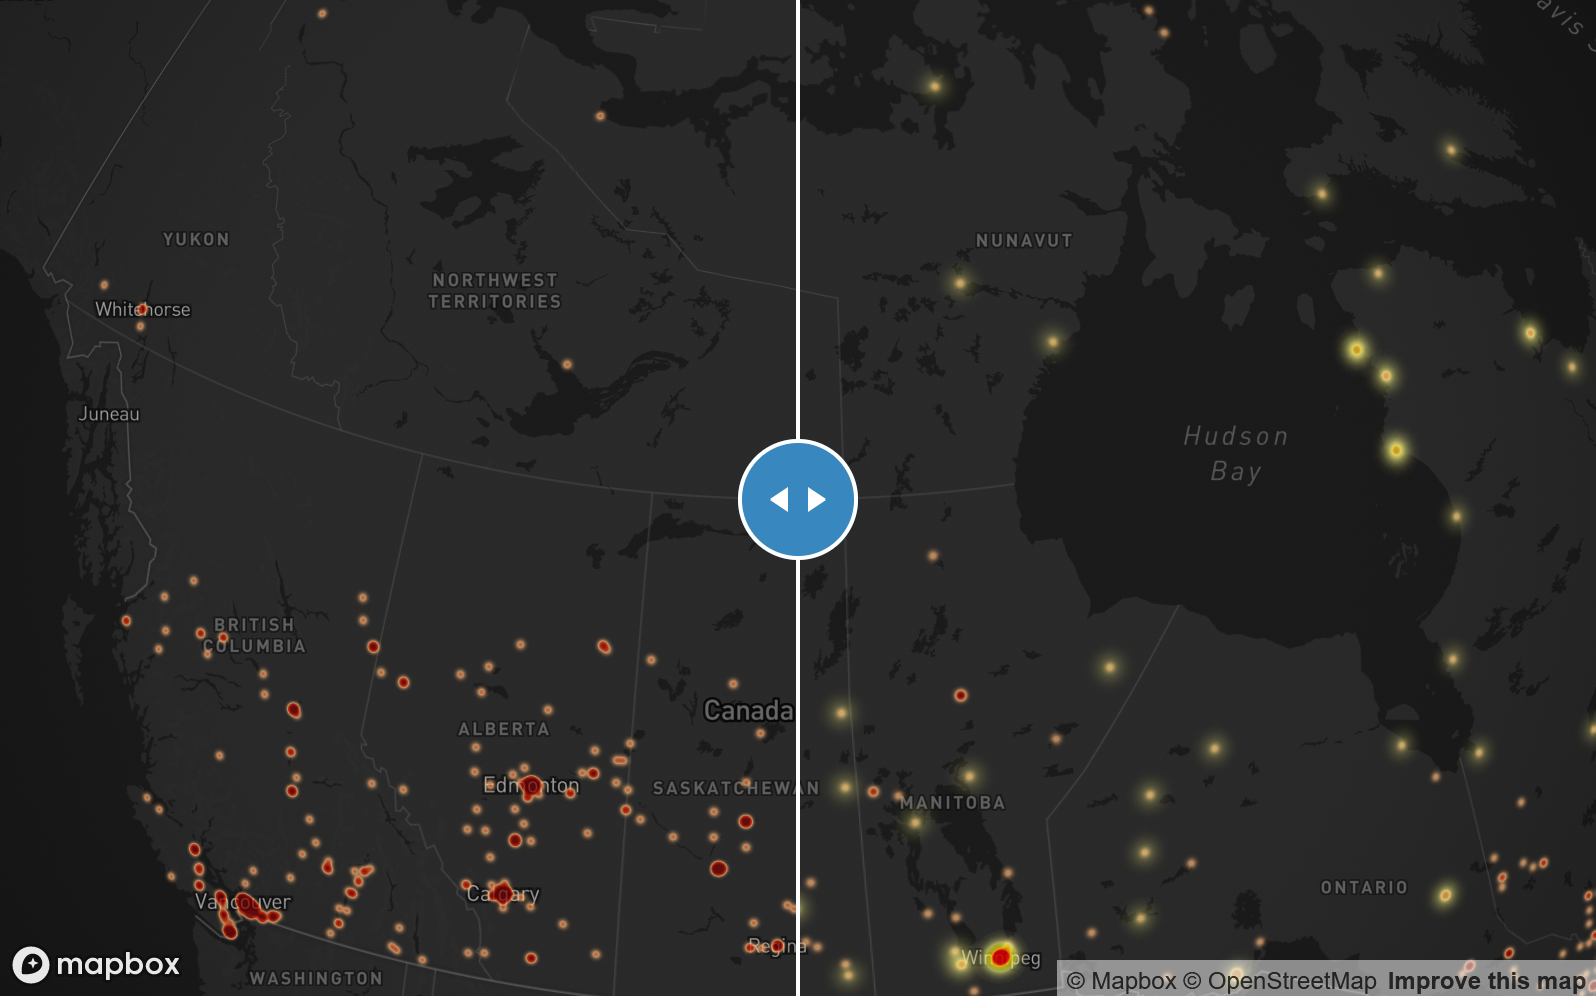 avis S
YUKON
NORTHWEST
TERRITORIES
NUNAVUT
Whitehorse
Juneau
Hudson
Bay
BRITISH
COLUMBIA
ALBERTA
Canada
Edmonton
SASKATCHEWAN
MANITOBA
Calgary
ONTARIO
Vancouver
Regina
Winnipeg
mapbox
WASHINGTON
© Mapbox © OpenStreetMap Improve this map